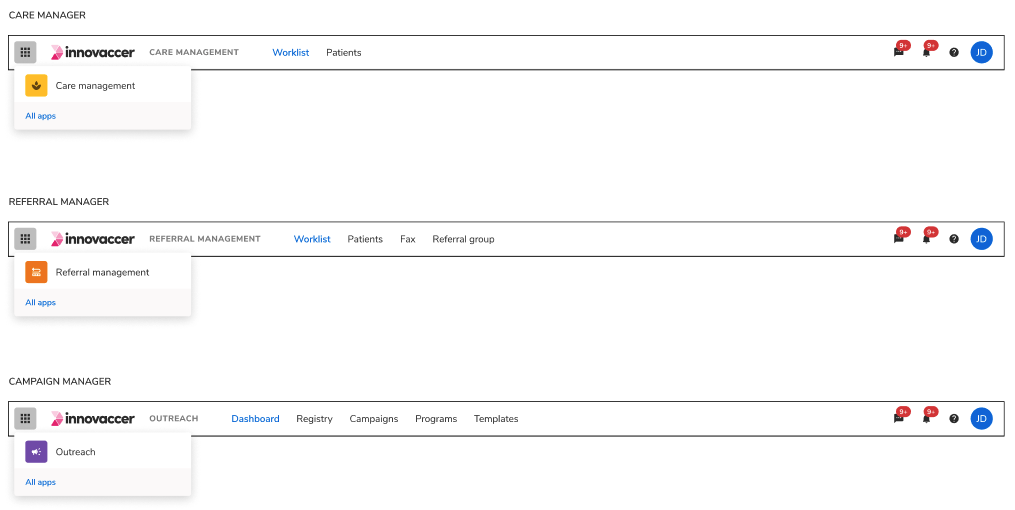 CARE MANAGER
innovaccer CARE MANAGEMENT Worklist Patients 9+ 9+ ? JD
Care management
All apps
REFERRAL MANAGER
innovaccer REFERRAL MANAGEMENT Worklist Patients Fax Referral group 9+ 9+ ? JD
Referral management
All apps
CAMPAIGN MANAGER
innovaccer OUTREACH Dashboard Registry Campaigns Programs Templates 9+ 9+ ? JD
Outreach
All apps